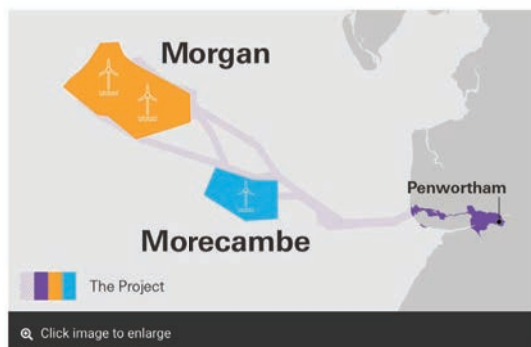 Morgan
Penwortham
Morecambe
The Project
Click image to enlarge